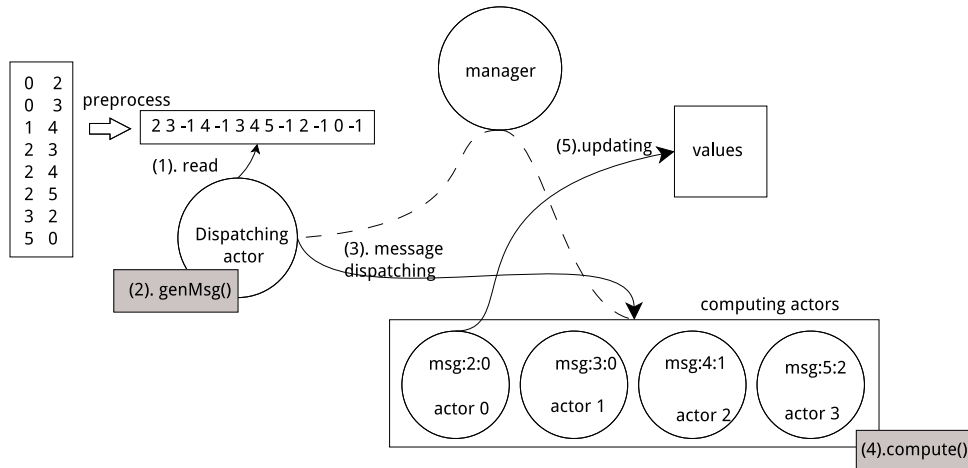 manager
0 2
0 3
1 4
2 3
2 4
2 5
3 2
5 0
preprocess
2 3 -1 4 -1 3 4 5 -1 2 -1 0 -1
(1). read
(5).updating
values
Dispatching
actor
(2). genMsg()
(3). message
dispatching
computing actors
msg:2:0
actor 0
msg:3:0
actor 1
msg:4:1
actor 2
msg:5:2
actor 3
(4).compute()